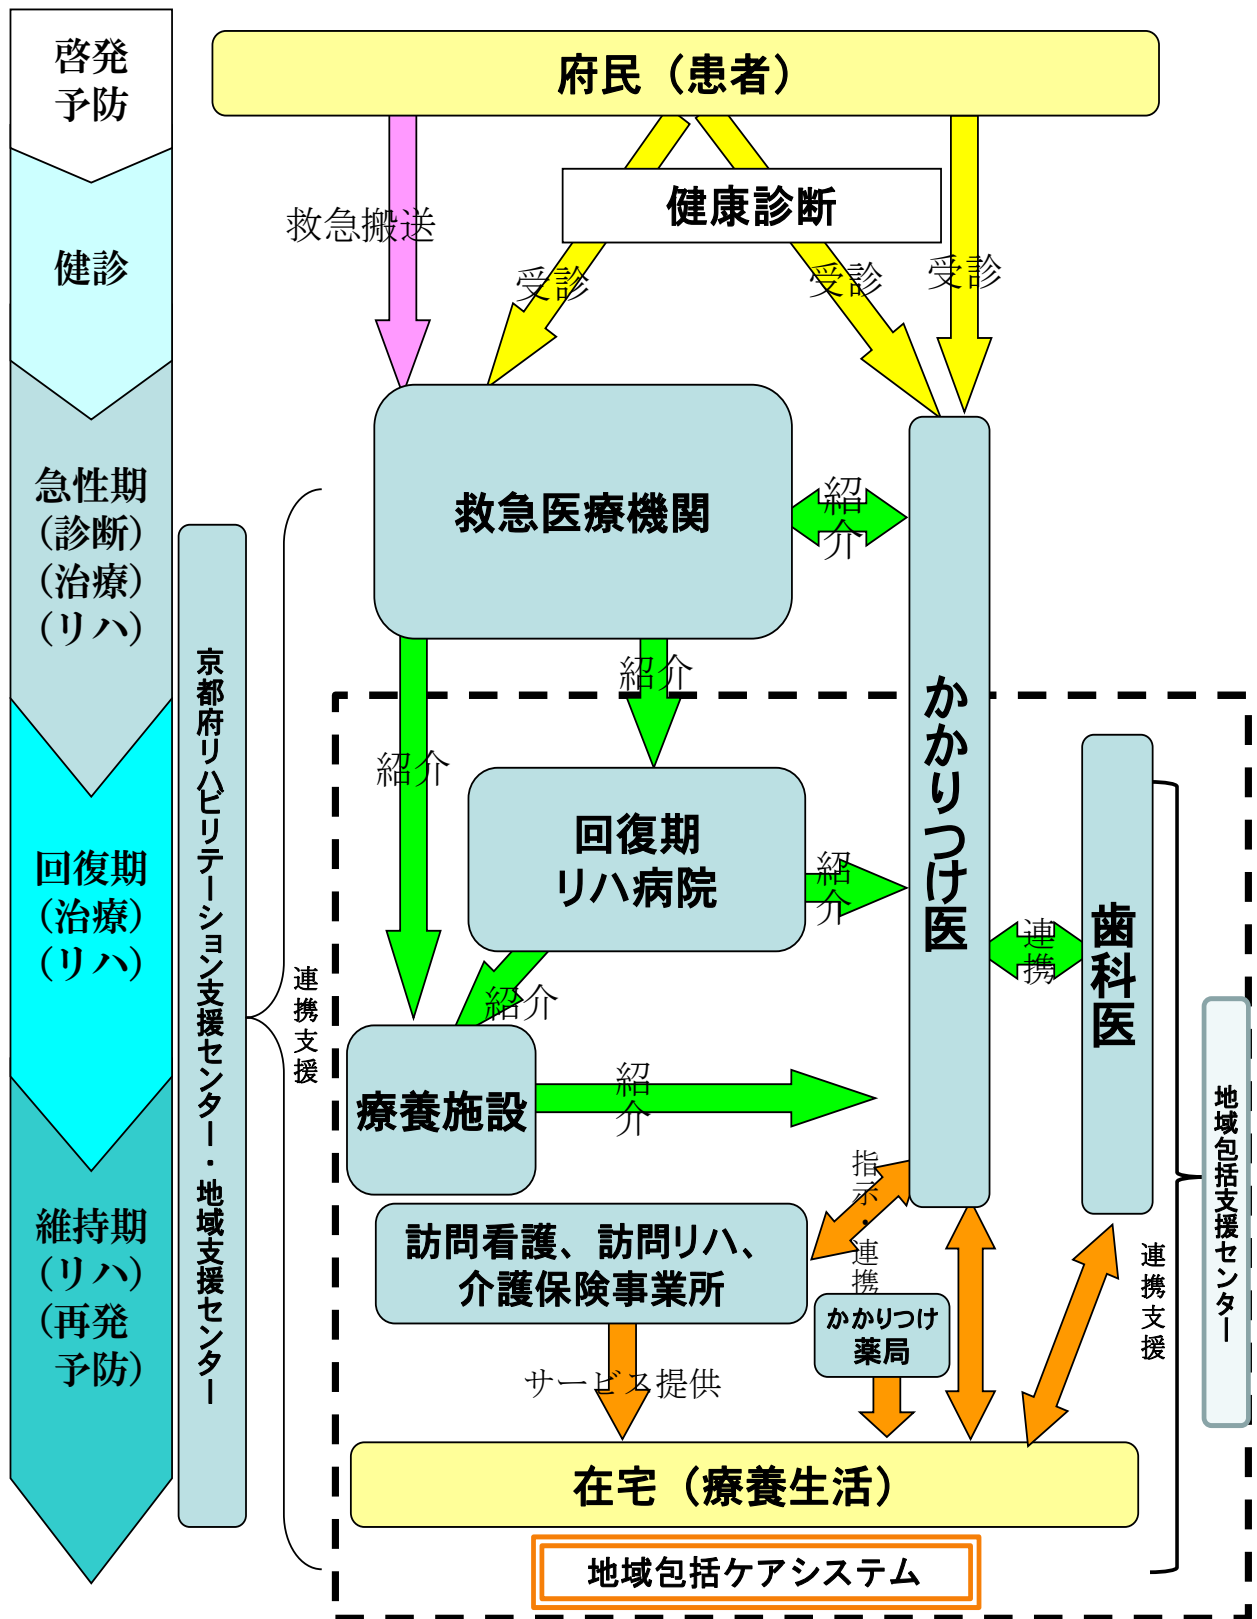 啓発
予防
健診
急性期
（診断）
（治療）
（リハ）
回復期
（治療）
（リハ）
維持期
（リハ）
（再発
予防）
京都府リハビリテーション支援センター・地域支援センター
連携支援
府民（患者）
健康診断
救急搬送
受診
受診
受診
救急医療機関
紹介
かかりつけ医
紹介
紹介
回復期
リハ病院
紹介
紹介
連携
歯科医
療養施設
紹介
指示・連携
訪問看護、訪問リハ、
介護保険事業所
かかりつけ
薬局
サービス提供
連携支援
地域包括支援センター
在宅（療養生活）
地域包括ケアシステム